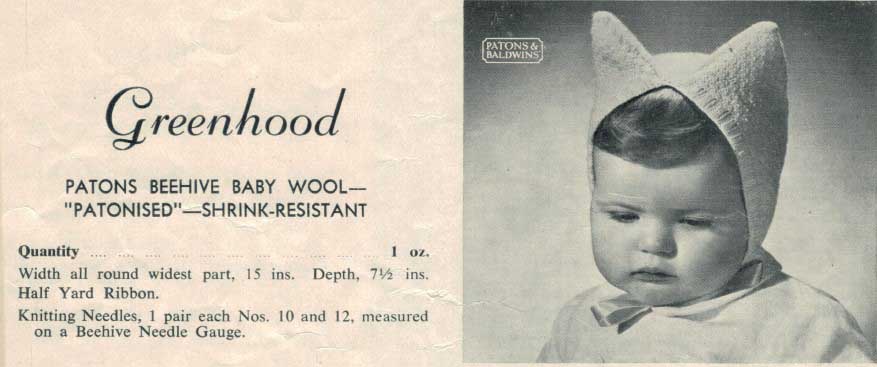 Greenhood
PATONS BEEHIVE BABY WOOL—
"PATONISED"—SHRINK-RESISTANT
Quantity .... .... .... .... .... .... .... .... .... .... 1 oz.
Width all round widest part, 15 ins. Depth, 7½ ins.
Half Yard Ribbon.
Knitting Needles, 1 pair each Nos. 10 and 12, measured
on a Beehive Needle Gauge.
PATONS &
BALDWINS